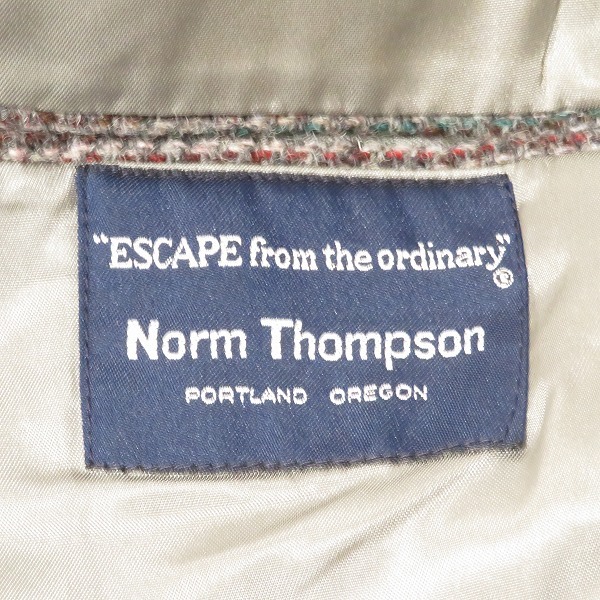 "ESCAPE from the ordinary"®
Norm Thompson
PORTLAND OREGON